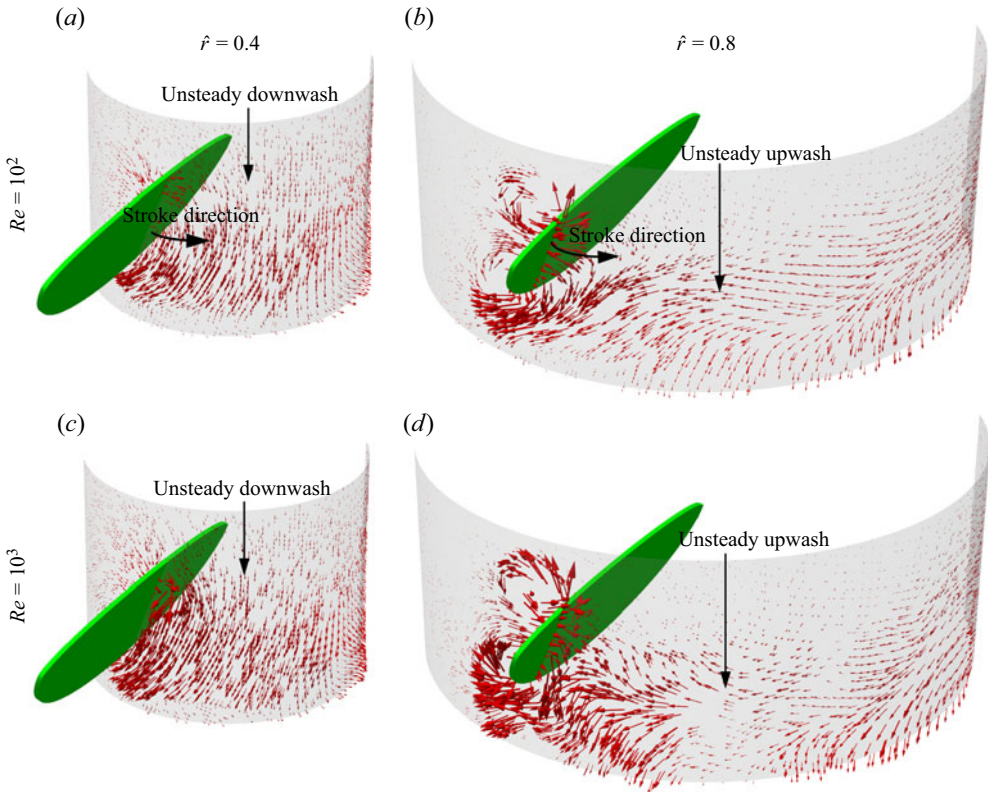 (a)
r̂ = 0.4
(b)
r̂ = 0.8
Unsteady downwash
Stroke direction
Re = 10²
Unsteady upwash
Stroke direction
(c)
(d)
Unsteady downwash
Re = 10³
Unsteady upwash